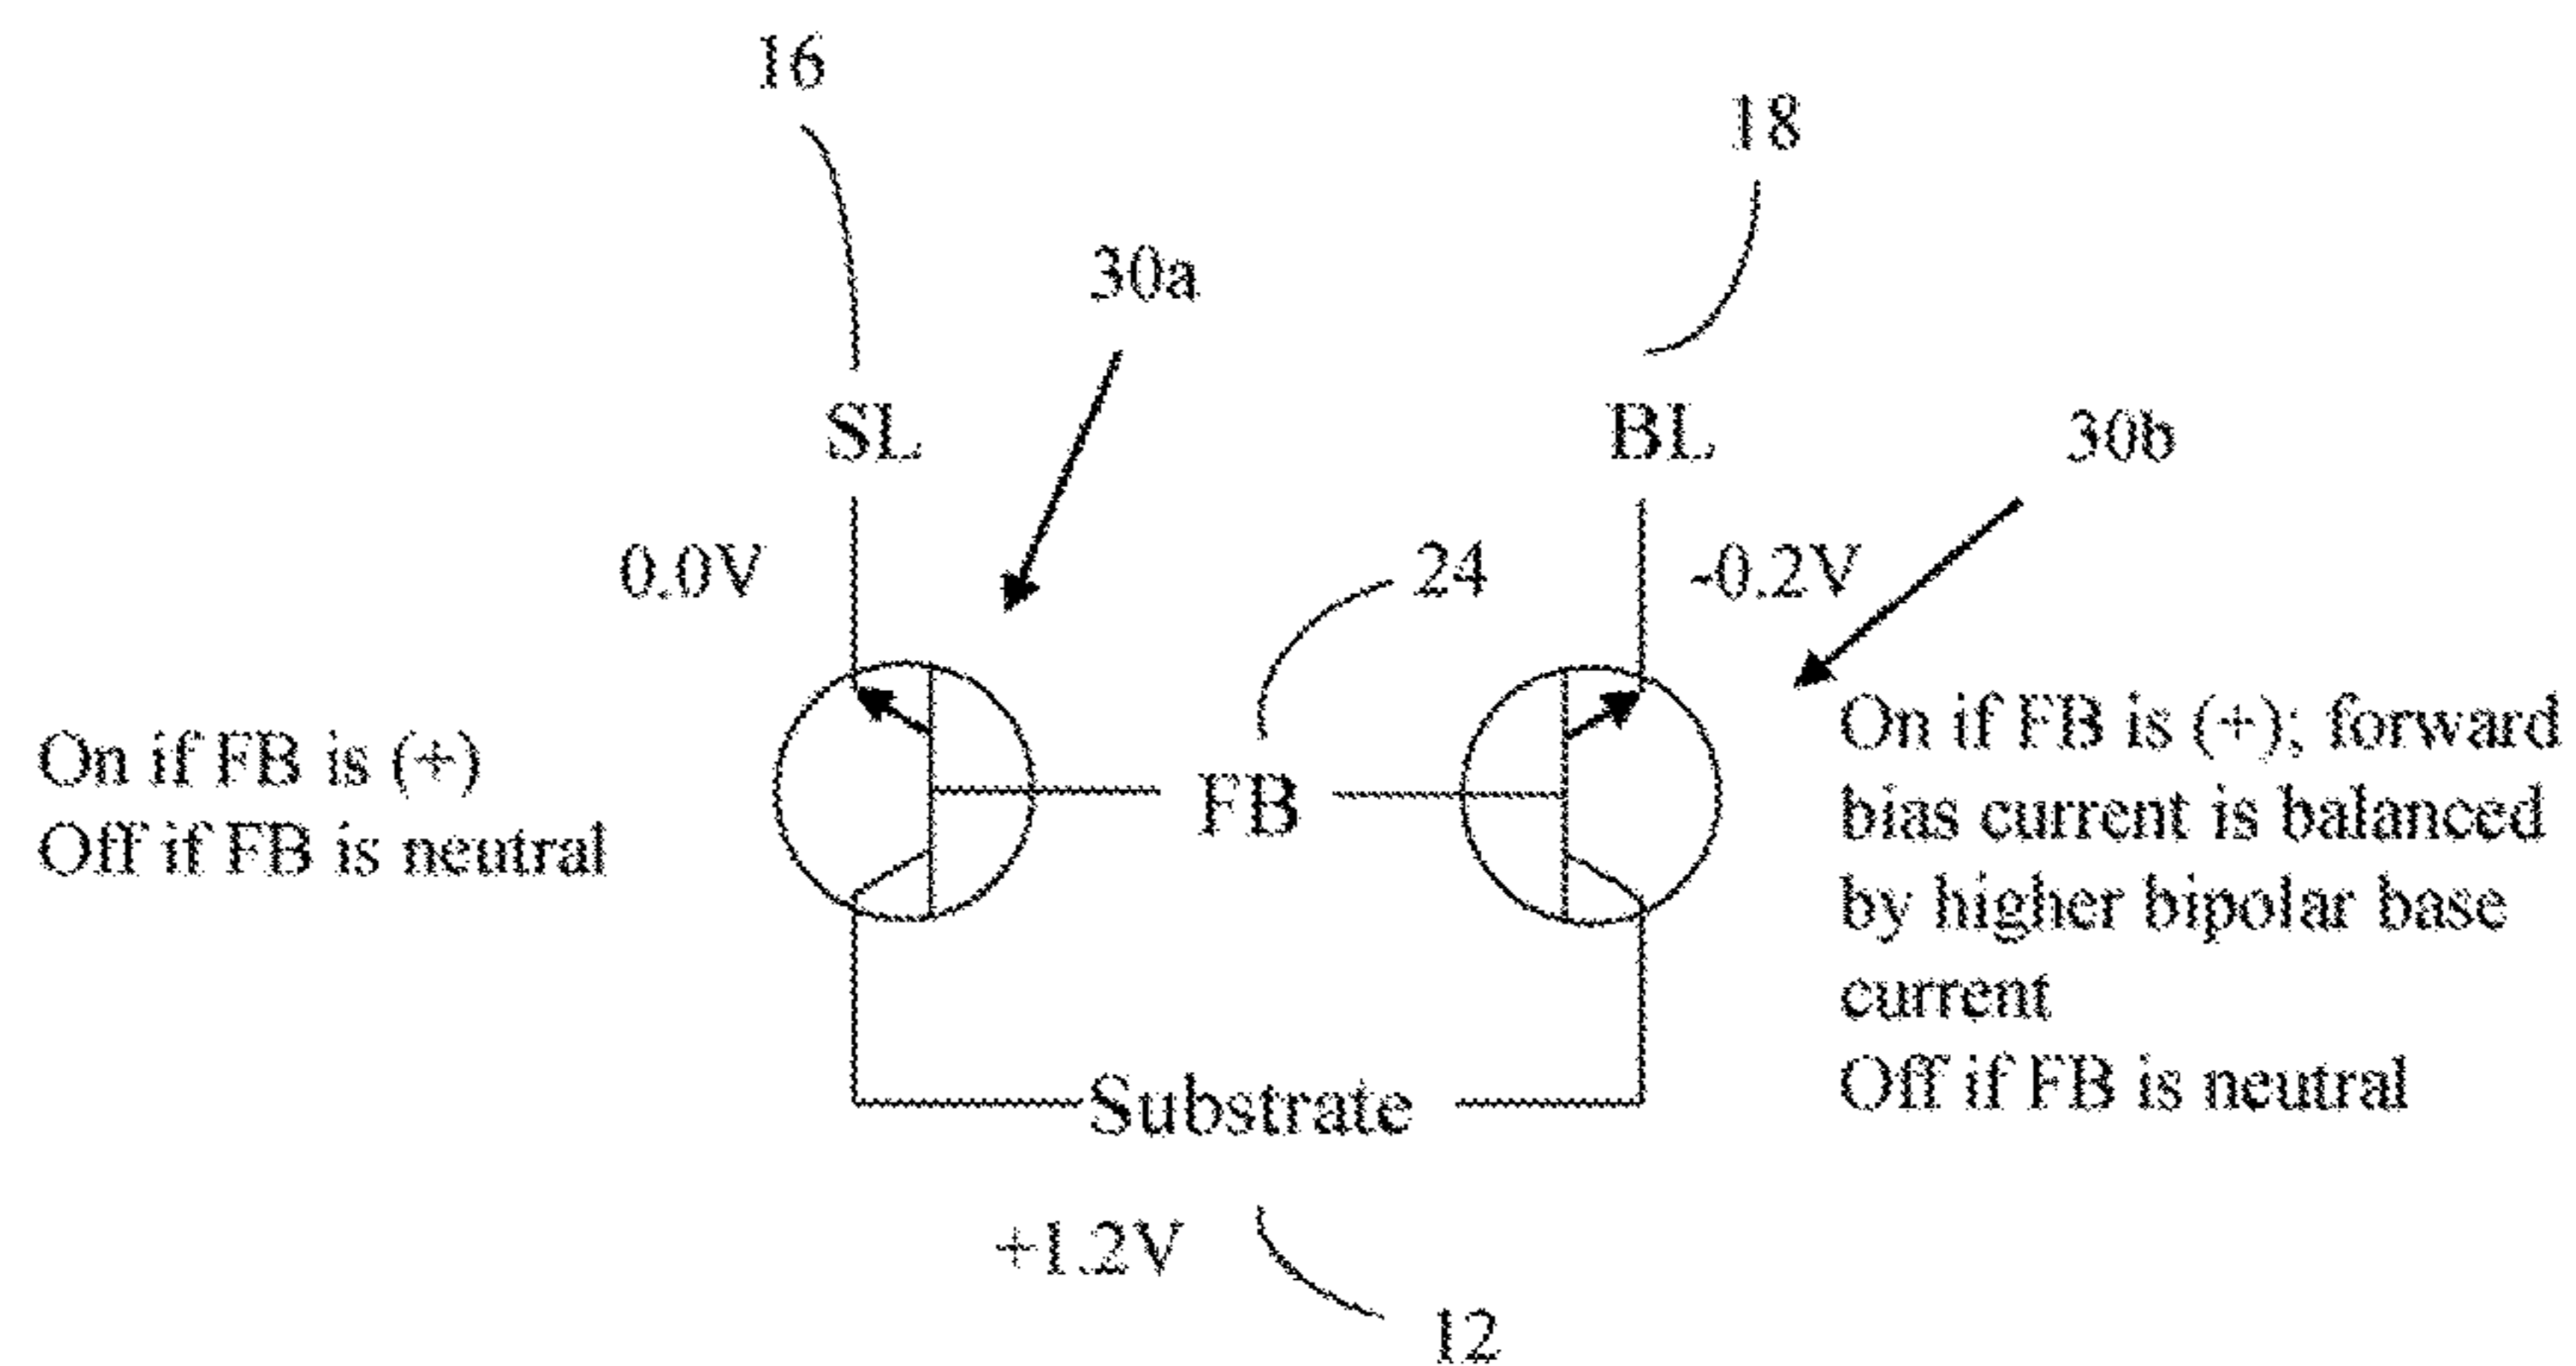 16
18
30a
SL
BL
30b
0.0V
24
-0.2V
On if FB is (+)
Off if FB is neutral
FB
On if FB is (+); forward
bias current is balanced
by higher bipolar base
current
Off if FB is neutral
Substrate
+1.2V
12